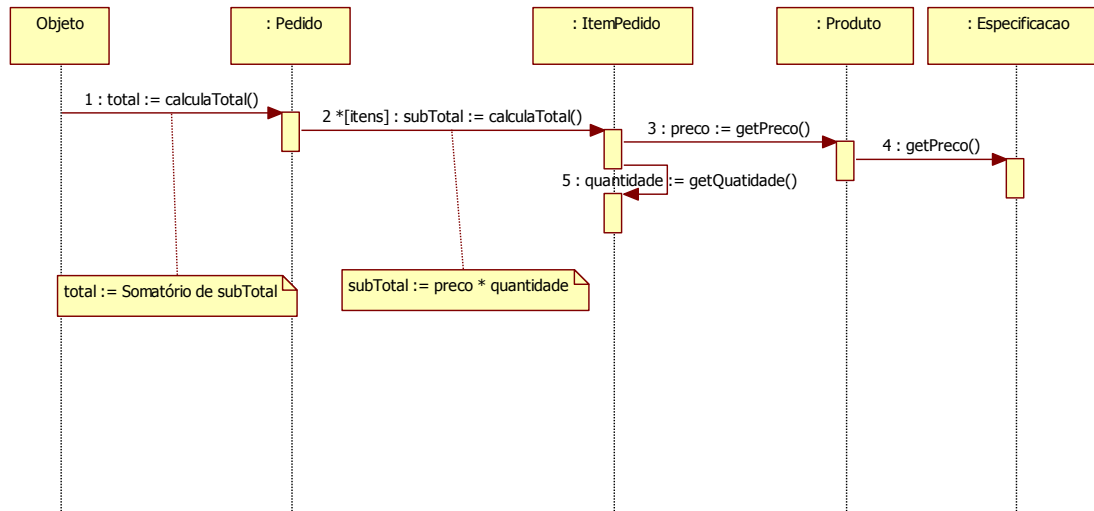 Objeto
: Pedido
: ItemPedido
: Produto
: Especificacao
1 : total := calculaTotal()
2 *[itens] : subTotal := calculaTotal()
3 : preco := getPreco()
4 : getPreco()
5 : quantidade := getQuatidade()
total := Somatório de subTotal
subTotal := preco * quantidade